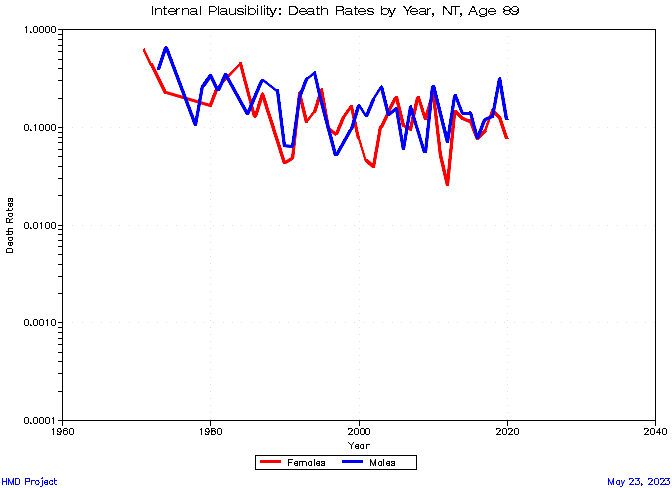 Internal Plausibility: Death Rates by Year, NT, Age 89
1.0000
0.1000
0.0100
0.0010
0.0001
Death Rates
1960 1980 2000 2020 2040
Year
Females Males
HMD Project May 23, 2023